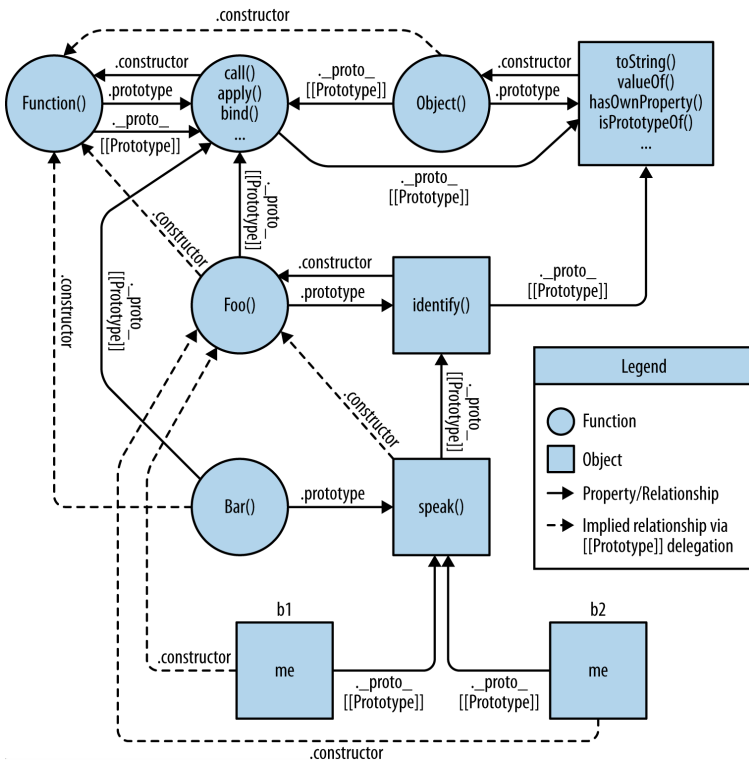 .constructor
.constructor
call()
apply()
bind()
...
Function()
.prototype
._proto_
[[Prototype]]
._proto_
[[Prototype]]
Object()
.constructor
.prototype
toString()
valueOf()
hasOwnProperty()
isPrototypeOf()
...
._proto_
[[Prototype]]
._proto_
[[Prototype]]
.constructor
.constructor
._proto_
[[Prototype]]
Foo()
.constructor
.prototype
identify()
._proto_
[[Prototype]]
._proto_
[[Prototype]]
.constructor
Bar()
.prototype
speak()
Legend
Function
Object
Property/Relationship
Implied relationship via
[[Prototype]] delegation
b1
me
.constructor
._proto_
[[Prototype]]
b2
me
._proto_
[[Prototype]]
.constructor